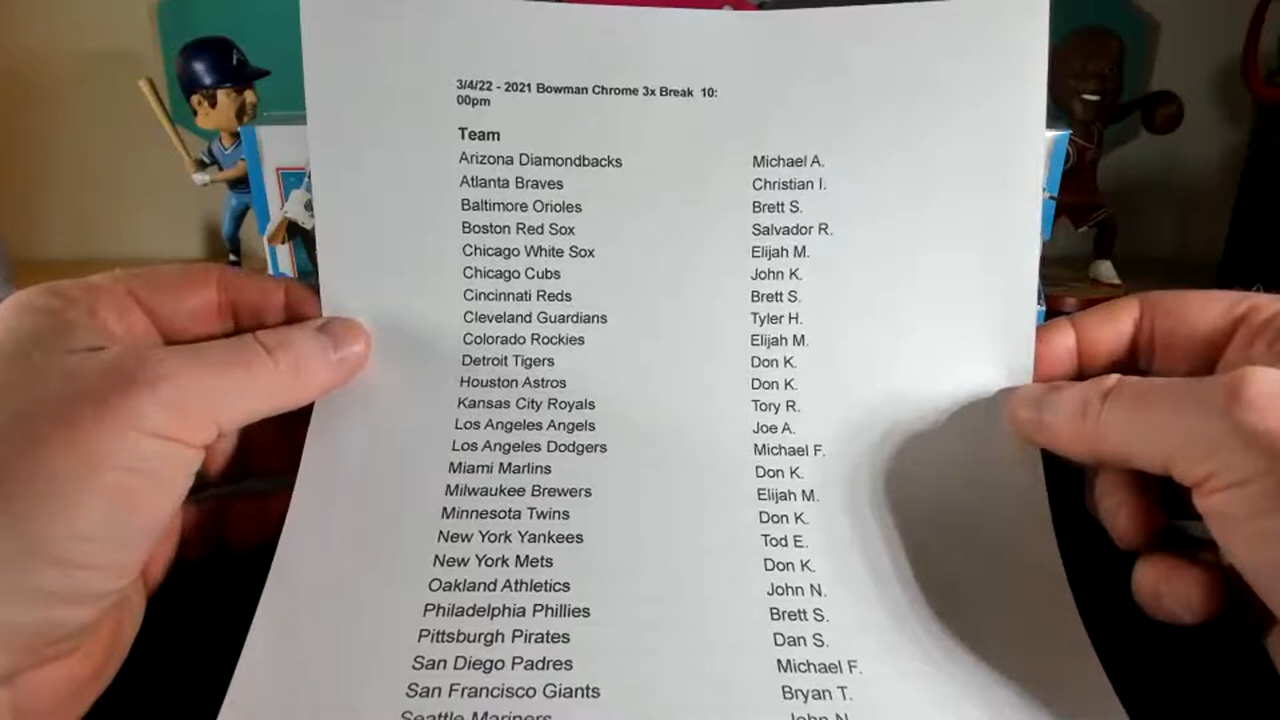 3/4/22 - 2021 Bowman Chrome 3x Break 10:
00pm
Team
Arizona Diamondbacks Michael A.
Atlanta Braves Christian I.
Baltimore Orioles Brett S.
Boston Red Sox Salvador R.
Chicago White Sox Elijah M.
Chicago Cubs John K.
Cincinnati Reds Brett S.
Cleveland Guardians Tyler H.
Colorado Rockies Elijah M.
Detroit Tigers Don K.
Houston Astros Don K.
Kansas City Royals Tory R.
Los Angeles Angels Joe A.
Los Angeles Dodgers Michael F.
Miami Marlins Don K.
Milwaukee Brewers Elijah M.
Minnesota Twins Don K.
New York Yankees Tod E.
New York Mets Don K.
Oakland Athletics John N.
Philadelphia Phillies Brett S.
Pittsburgh Pirates Dan S.
San Diego Padres Michael F.
San Francisco Giants Bryan T.
Seattle Mariners John N.